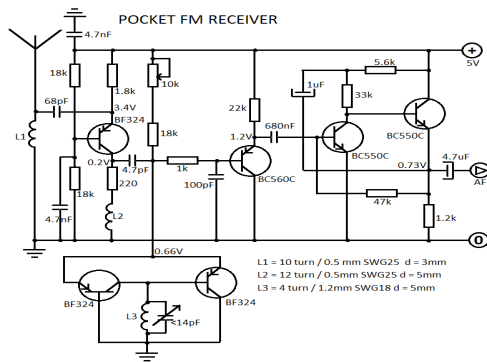 POCKET FM RECEIVER
4.7nF
+
5V
18k
1.8k
10k
5.6k
1uF
33k
68pF
3.4V
BF324
22k
BC550C
L1
18k
1.2V
680nF
BC550C
0.2V
4.7pF
0.73V
4.7uF
1k
AF
18k
220
100pF
BC560C
47k
4.7nF
L2
1.2k
0
0.66V
L1 = 10 turn / 0.5 mm SWG25 d = 3mm
L2 = 12 turn / 0.5mm SWG25 d = 5mm
L3 = 4 turn / 1.2mm SWG18 d = 5mm
BF324
BF324
L3
<14pF